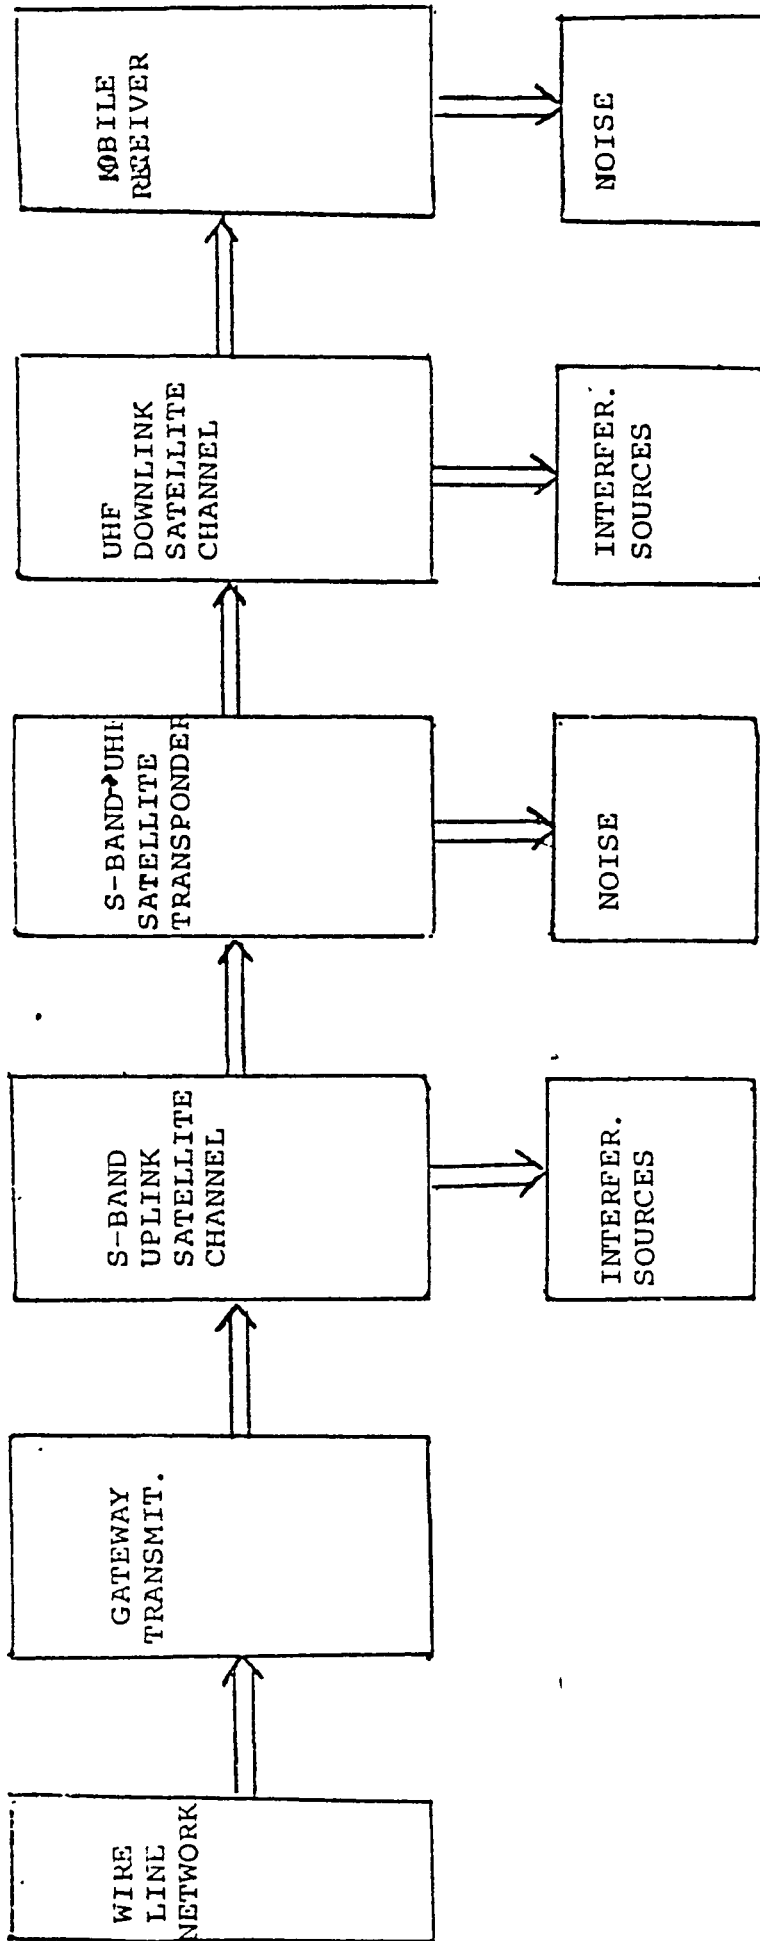 WIRE
LINE
NETWORK
GATEWAY
TRANSMIT.
S-BAND
UPLINK
SATELLITE
CHANNEL
S-BAND→UHF
SATELLITE
TRANSPONDER
UHF
DOWNLINK
SATELLITE
CHANNEL
MOBILE
RECEIVER
INTERFER.
SOURCES
NOISE
INTERFER.
SOURCES
NOISE